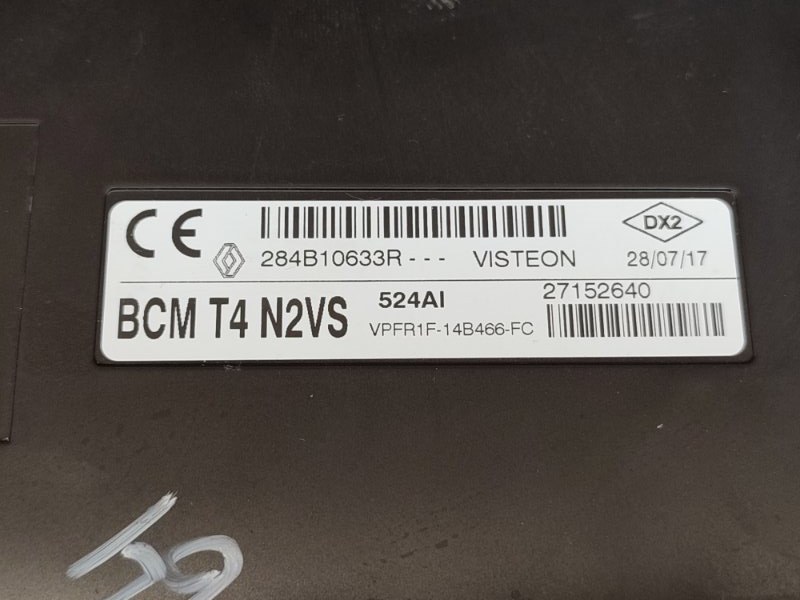 CE
284B10633R--- VISTEON
DX2
28/07/17
BCM T4 N2VS
524AI
VPFR1F-14B466-FC
27152640